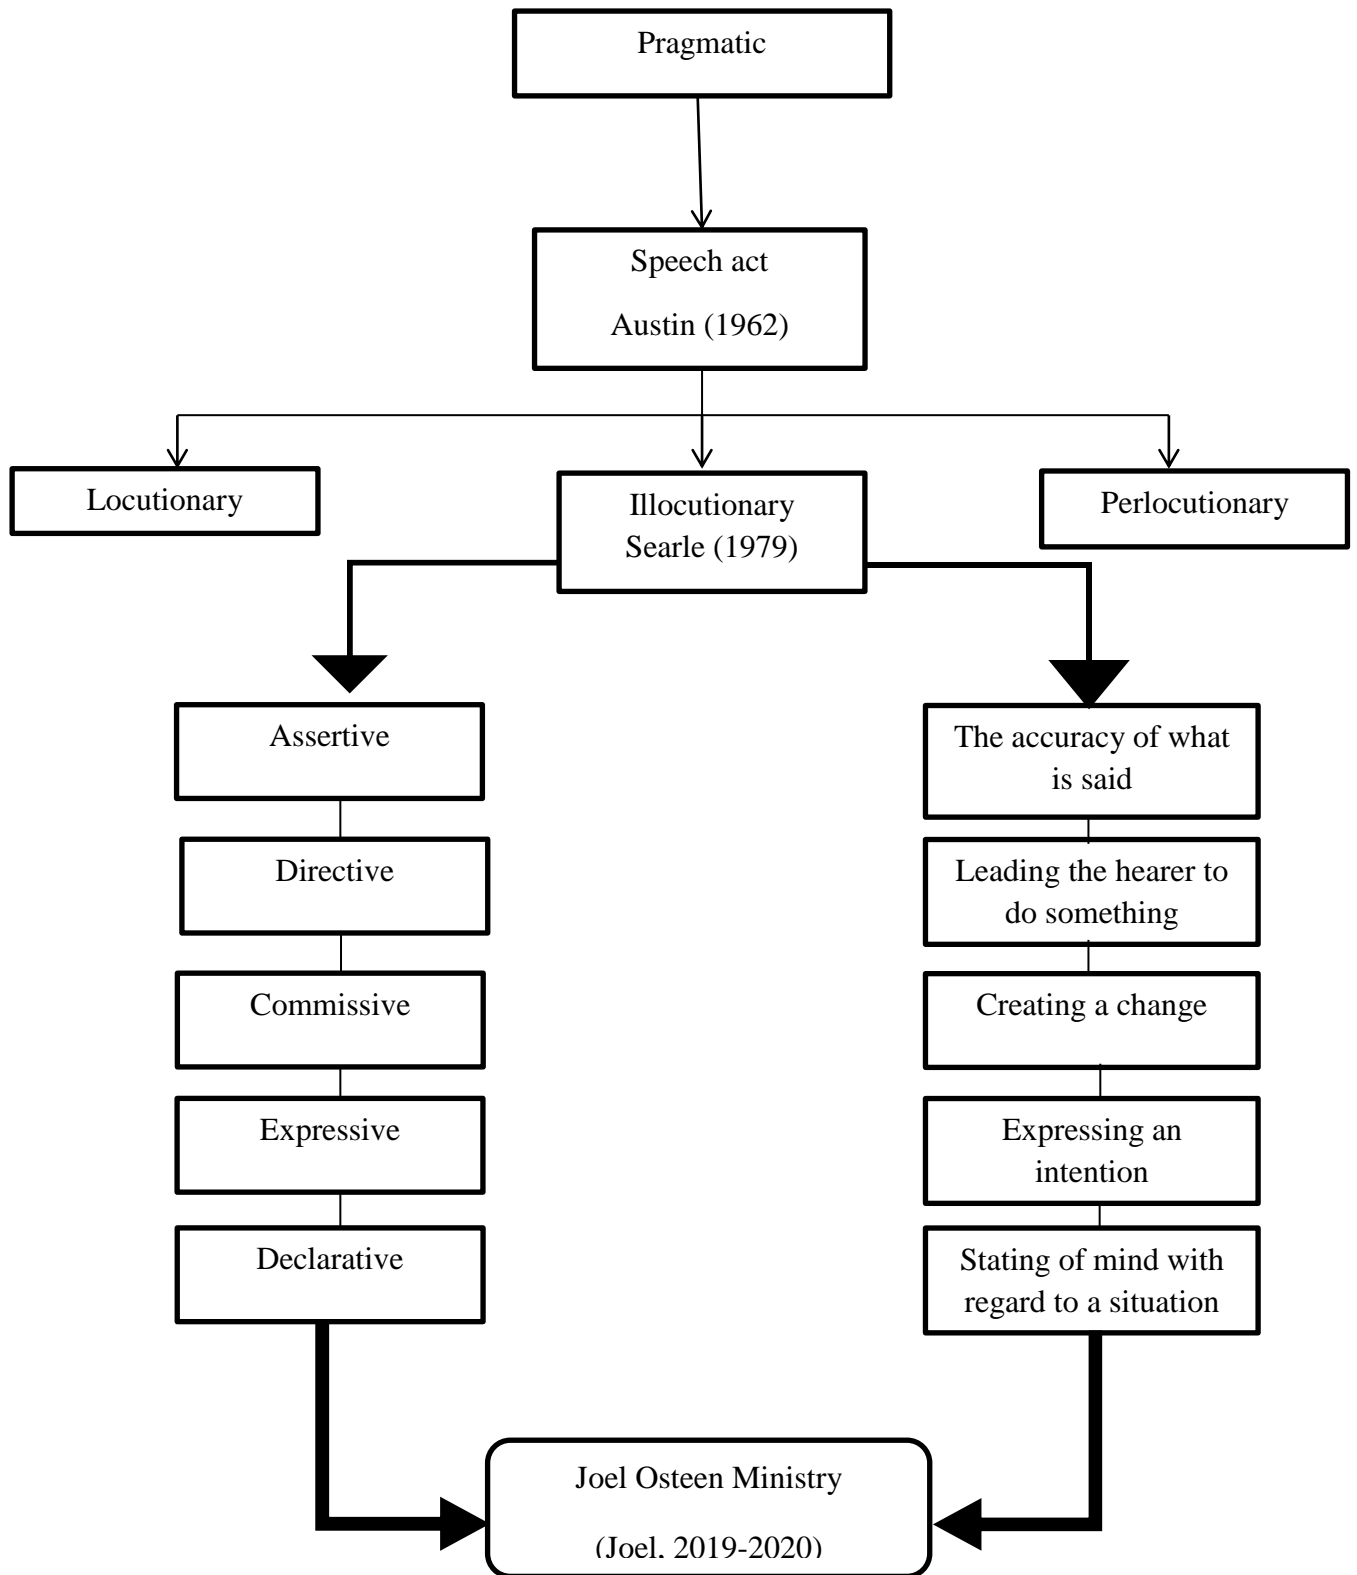 Pragmatic
Speech act
Austin (1962)
Locutionary
Illocutionary
Searle (1979)
Perlocutionary
Assertive
Directive
Commissive
Expressive
Declarative
The accuracy of what
is said
Leading the hearer to
do something
Creating a change
Expressing an
intention
Stating of mind with
regard to a situation
Joel Osteen Ministry
(Joel, 2019-2020)